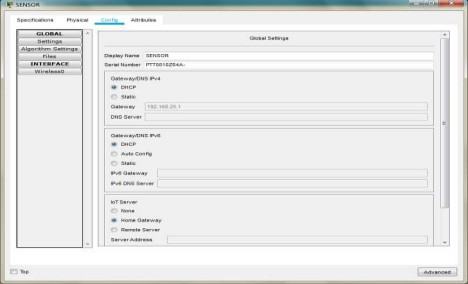 SENSOR
Specifications Physical Config Attributes
GLOBAL
Settings
Algorithm Settings
Files
INTERFACE
Wireless0
Global Settings
Display Name SENSOR
Serial Number
Gateway/DNS IPv4
DHCP
Static
Gateway 192.168.25.1
DNS Server
Gateway/DNS IPv6
DHCP
Auto Config
Static
IPv6 Gateway
IPv6 DNS Server
IoT Server
None
Home Gateway
Remote Server
Server Address
Top
Advanced